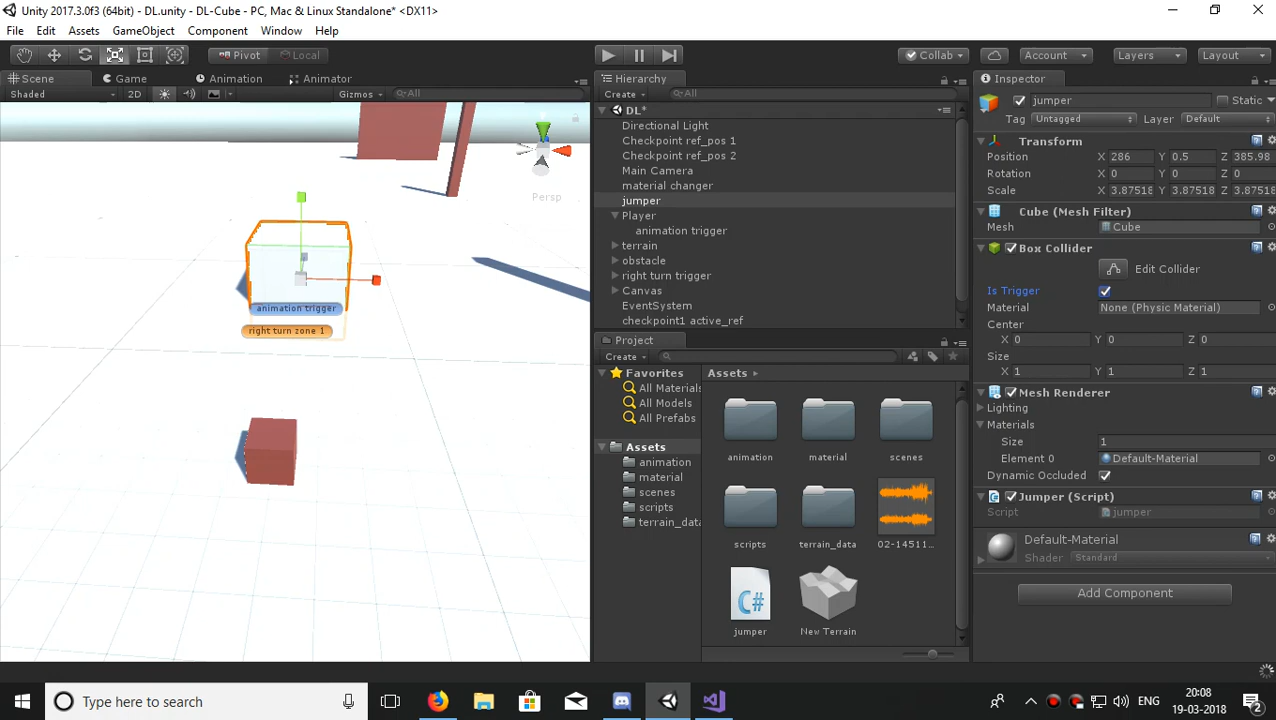 Unity 2017.3.0f3 (64bit) - DL.unity - DL-Cube - PC, Mac & Linux Standalone* <DX11>
File Edit Assets GameObject Component Window Help
Pivot Local Collab Account Layers Layout
Scene Game Animation Animator
Shaded 2D Gizmos All
Persp
animation trigger
right turn zone 1
Hierarchy
Create All
DL*
Directional Light
Checkpoint ref_pos 1
Checkpoint ref_pos 2
Main Camera
material changer
jumper
Player
animation trigger
terrain
obstacle
right turn trigger
Canvas
EventSystem
checkpoint1 active_ref
Project
Create
Favorites
All Materials
All Models
All Prefabs
Assets
animation
material
scenes
scripts
terrain_data
Assets
animation material scenes
scripts terrain_data 02-14511...
C#
jumper New Terrain
Inspector
jumper Static
Tag Untagged Layer Default
Transform
Position X 286 Y 0.5 Z 385.98
Rotation X 0 Y 0 Z 0
Scale X 3.87518 Y 3.87518 Z 3.87518
Cube (Mesh Filter)
Mesh Cube
Box Collider
Edit Collider
Is Trigger
Material None (Physic Material)
Center
X 0 Y 0 Z 0
Size
X 1 Y 1 Z 1
Mesh Renderer
Lighting
Materials
Size 1
Element 0 Default-Material
Dynamic Occluded
Jumper (Script)
Script jumper
Default-Material
Shader Standard
Add Component
Type here to search
ENG 20:08
19-03-2018
2